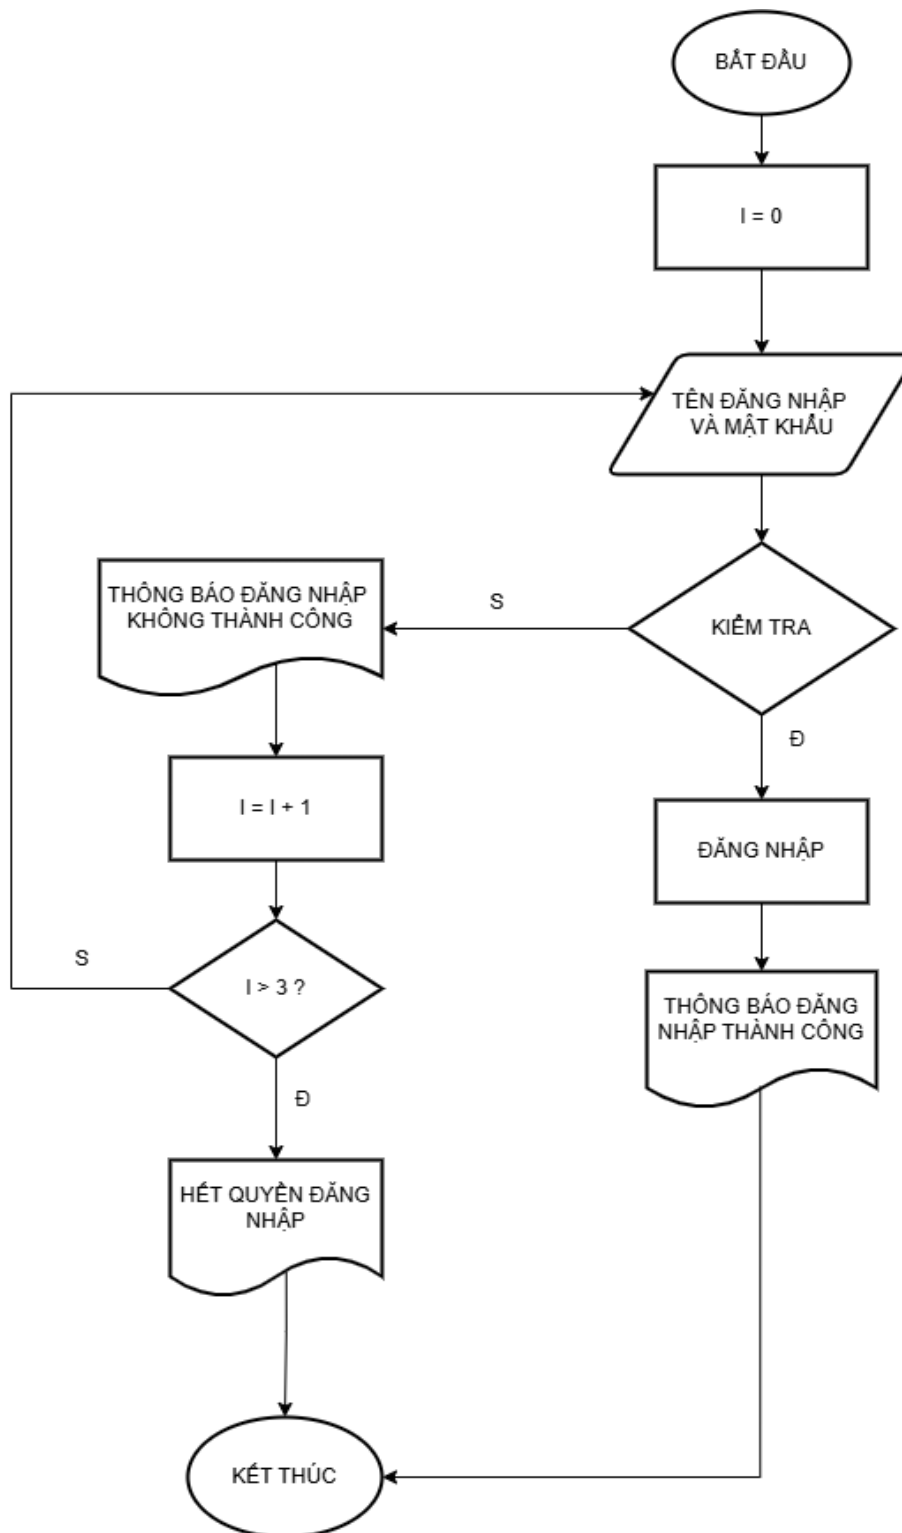 BẮT ĐẦU
I = 0
TÊN ĐĂNG NHẬP
VÀ MẬT KHẨU
KIỂM TRA
S
THÔNG BÁO ĐĂNG NHẬP
KHÔNG THÀNH CÔNG
Đ
I = I + 1
ĐĂNG NHẬP
S
I > 3 ?
THÔNG BÁO ĐĂNG
NHẬP THÀNH CÔNG
Đ
HẾT QUYỀN ĐĂNG
NHẬP
KẾT THÚC